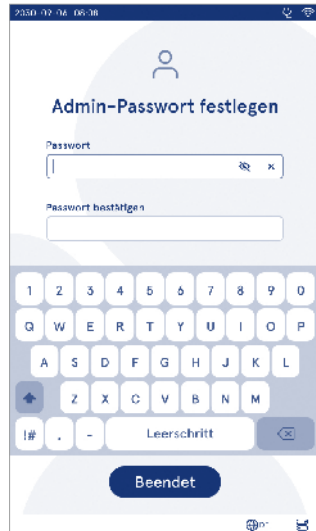 2030-09-06 08:08
Admin-Passwort festlegen
Passwort
Passwort bestätigen
1 2 3 4 5 6 7 8 9 0
Q W E R T Y U I O P
A S D F G H J K L
Z X C V B N M
!# , - Leerschritt
Beendet